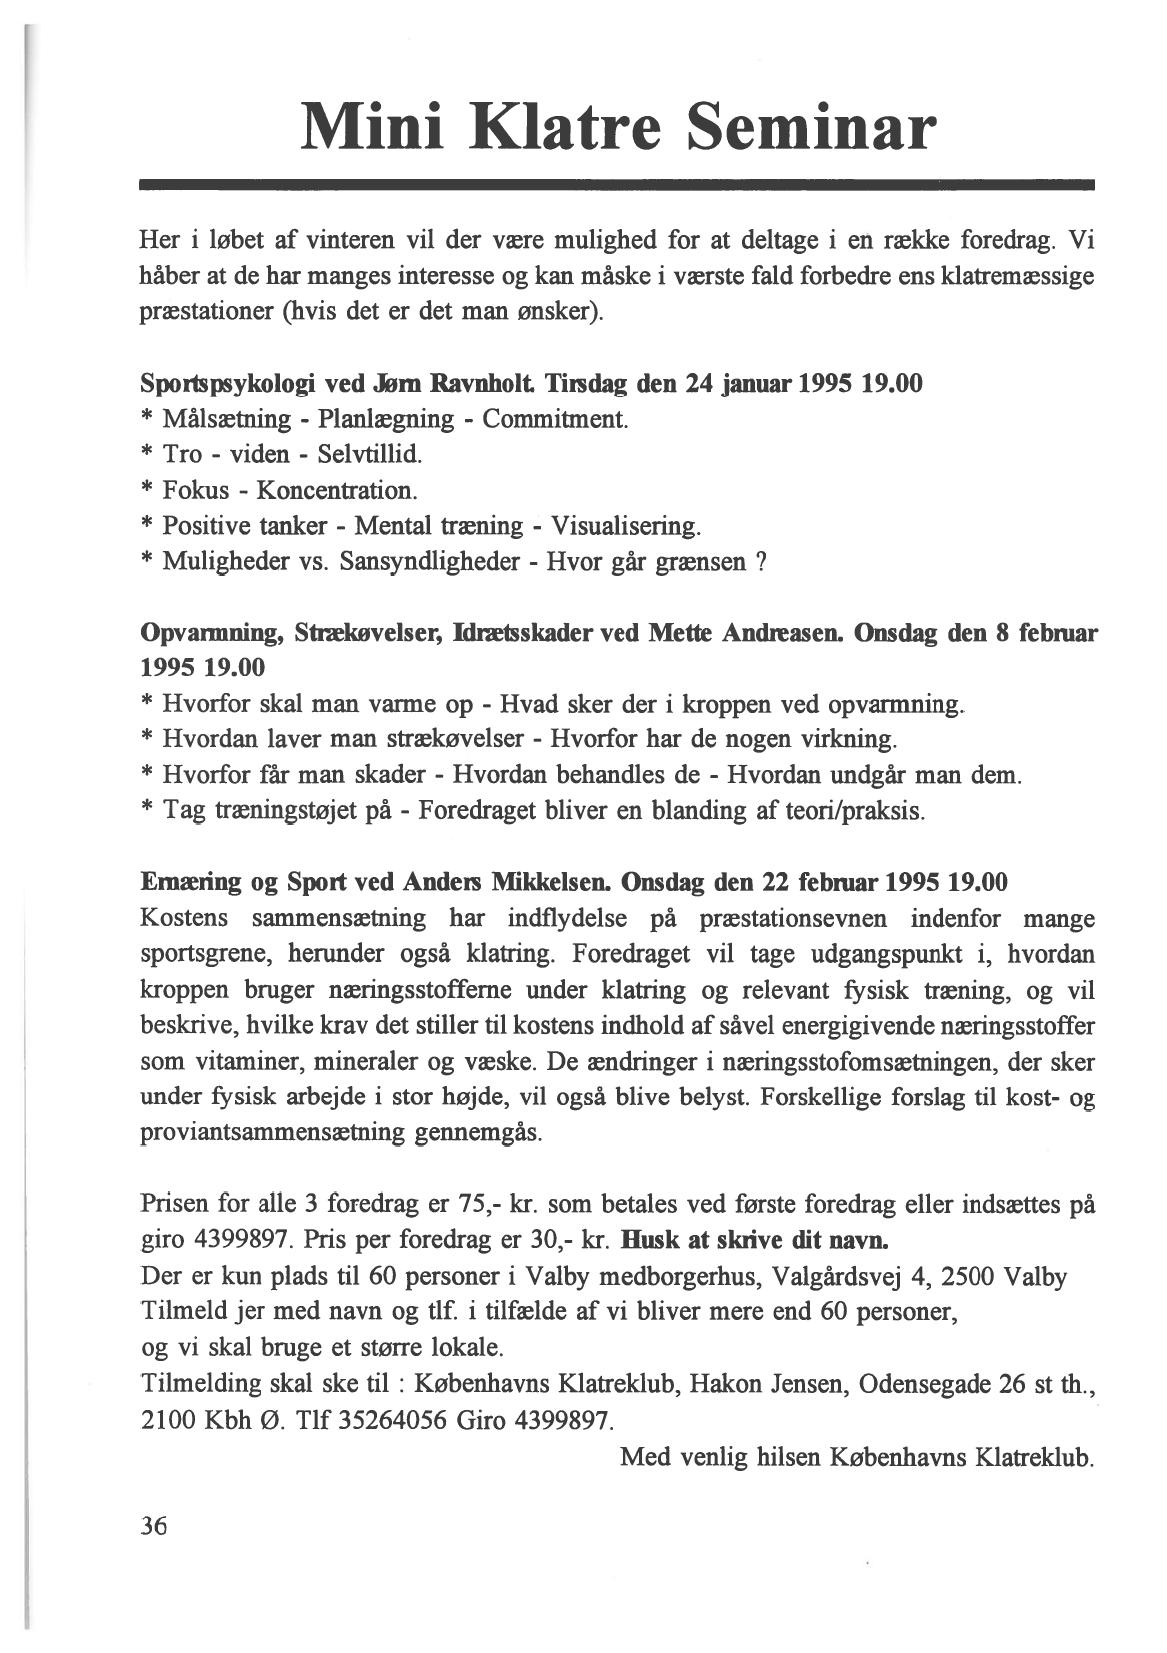 Mini Klatre Seminar
Her i løbet af vinteren vil der være mulighed for at deltage i en række foredrag. Vi
håber at de har manges interesse og kan måske i værste fald forbedre ens klatremæssige
præstationer (hvis det er det man ønsker).
Sportspsykologi ved Jørn Ravnholt. Tirsdag den 24 januar 1995 19.00
* Målsætning - Planlægning - Commitment.
* Tro - viden - Selvtillid.
* Fokus - Koncentration.
* Positive tanker - Mental træning - Visualisering.
* Muligheder vs. Sansyndligheder - Hvor går grænsen ?
Opvarmning, Strækøvelser, Idrætsskader ved Mette Andreasen. Onsdag den 8 februar
1995 19.00
* Hvorfor skal man varme op - Hvad sker der i kroppen ved opvarmning.
* Hvordan laver man strækøvelser - Hvorfor har de nogen virkning.
* Hvorfor får man skader - Hvordan behandles de - Hvordan undgår man dem.
* Tag træningstøjet på - Foredraget bliver en blanding af teori/praksis.
Ernæring og Sport ved Anders Mikkelsen. Onsdag den 22 februar 1995 19.00
Kostens sammensætning har indflydelse på præstationsevnen indenfor mange
sportsgrene, herunder også klatring. Foredraget vil tage udgangspunkt i, hvordan
kroppen bruger næringsstofferne under klatring og relevant fysisk træning, og vil
beskrive, hvilke krav det stiller til kostens indhold af såvel energigivende næringsstoffer
som vitaminer, mineraler og væske. De ændringer i næringsstofomsætningen, der sker
under fysisk arbejde i stor højde, vil også blive belyst. Forskellige forslag til kost- og
proviantsammensætning gennemgås.
Prisen for alle 3 foredrag er 75,- kr. som betales ved første foredrag eller indsættes på
giro 4399897. Pris per foredrag er 30,- kr. Husk at skrive dit navn.
Der er kun plads til 60 personer i Valby medborgerhus, Valgårdsvej 4, 2500 Valby
Tilmeld jer med navn og tlf. i tilfælde af vi bliver mere end 60 personer,
og vi skal bruge et større lokale.
Tilmelding skal ske til : Københavns Klatreklub, Hakon Jensen, Odensegade 26 st th.,
2100 Kbh Ø. Tlf 35264056 Giro 4399897.
Med venlig hilsen Københavns Klatreklub.
36